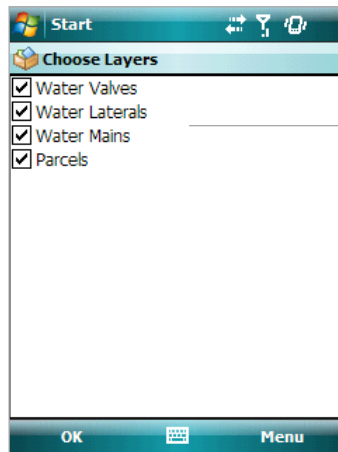 Start
Choose Layers
Water Valves
Water Laterals
Water Mains
Parcels
OK Menu